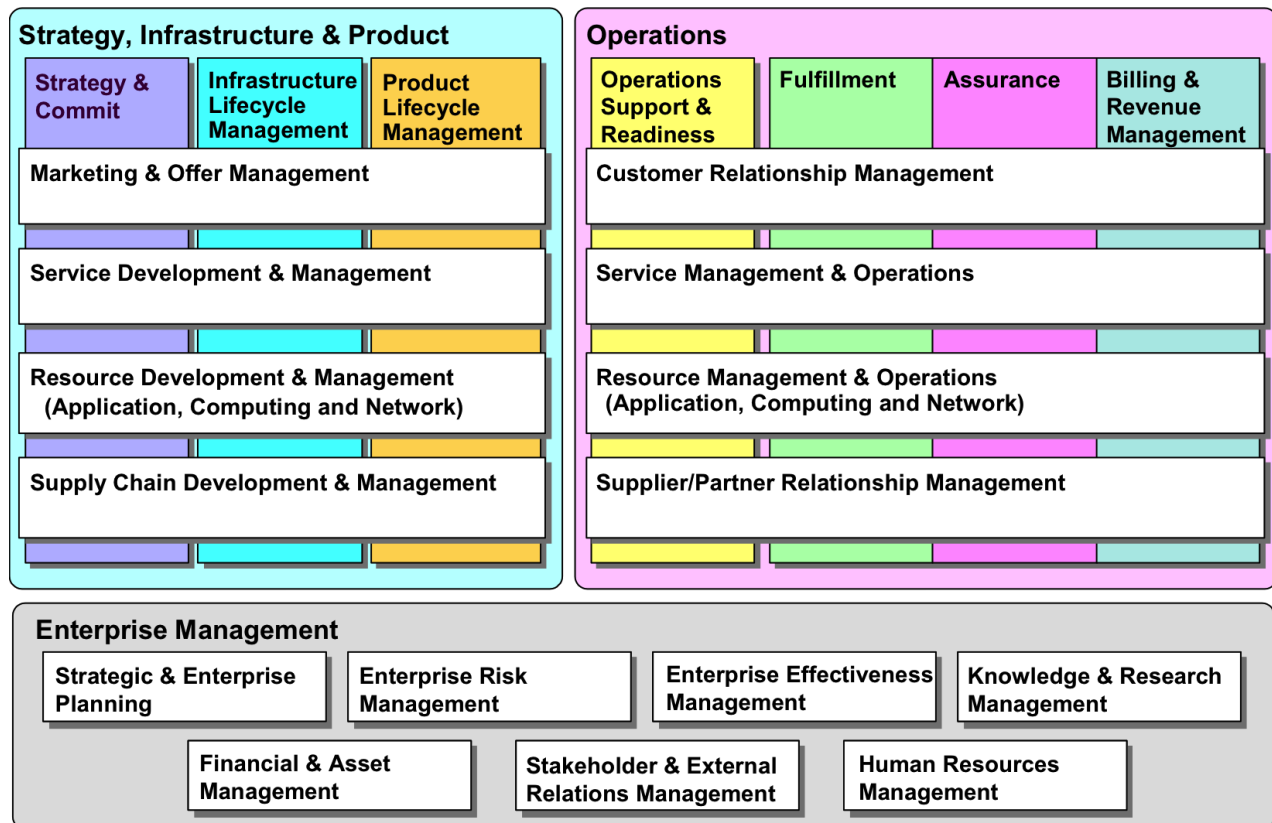 Strategy, Infrastructure & Product
Strategy &
Commit
Infrastructure
Lifecycle
Management
Product
Lifecycle
Management
Marketing & Offer Management
Service Development & Management
Resource Development & Management
(Application, Computing and Network)
Supply Chain Development & Management
Operations
Operations
Support &
Readiness
Fulfillment
Assurance
Billing &
Revenue
Management
Customer Relationship Management
Service Management & Operations
Resource Management & Operations
(Application, Computing and Network)
Supplier/Partner Relationship Management
Enterprise Management
Strategic & Enterprise
Planning
Enterprise Risk
Management
Enterprise Effectiveness
Management
Knowledge & Research
Management
Financial & Asset
Management
Stakeholder & External
Relations Management
Human Resources
Management